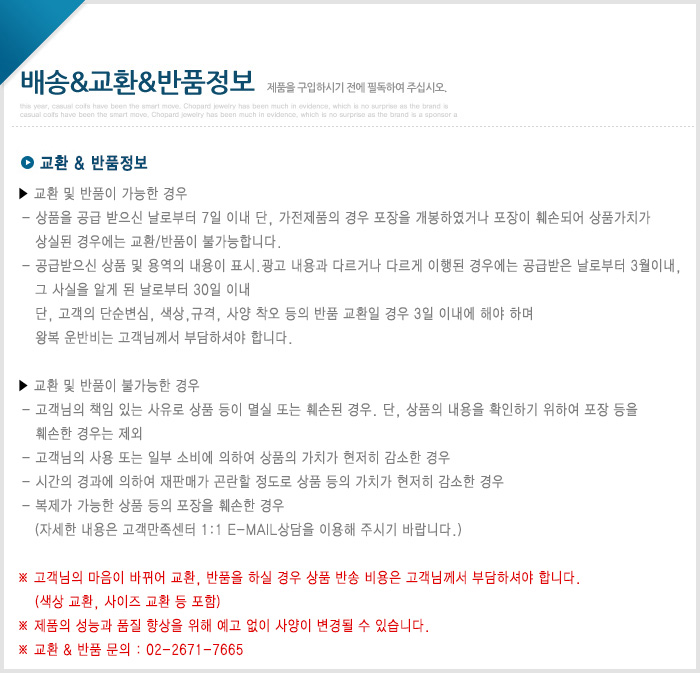 배송&교환&반품정보 제품을 구입하시기 전에 필독하여 주십시오.
this year, casual coits have been the smart move. Chopard jewelry has been much in evidence, which is no surprise as the brand is
casual coits have been the smart move. Chopard jewelry has been much in evidence, which is no surprise as the brand is a sponsor a
교환 & 반품정보
▶ 교환 및 반품이 가능한 경우
- 상품을 공급 받으신 날로부터 7일 이내 단, 가전제품의 경우 포장을 개봉하였거나 포장이 훼손되어 상품가치가
상실된 경우에는 교환/반품이 불가능합니다.
- 공급받으신 상품 및 용역의 내용이 표시.광고 내용과 다르거나 다르게 이행된 경우에는 공급받은 날로부터 3월이내,
그 사실을 알게 된 날로부터 30일 이내
단, 고객의 단순변심, 색상,규격, 사양 착오 등의 반품 교환일 경우 3일 이내에 해야 하며
왕복 운반비는 고객님께서 부담하셔야 합니다.
▶ 교환 및 반품이 불가능한 경우
- 고객님의 책임 있는 사유로 상품 등이 멸실 또는 훼손된 경우. 단, 상품의 내용을 확인하기 위하여 포장 등을
훼손한 경우는 제외
- 고객님의 사용 또는 일부 소비에 의하여 상품의 가치가 현저히 감소한 경우
- 시간의 경과에 의하여 재판매가 곤란할 정도로 상품 등의 가치가 현저히 감소한 경우
- 복제가 가능한 상품 등의 포장을 훼손한 경우
(자세한 내용은 고객만족센터 1:1 E-MAIL상담을 이용해 주시기 바랍니다.)
※ 고객님의 마음이 바뀌어 교환, 반품을 하실 경우 상품 반송 비용은 고객님께서 부담하셔야 합니다.
(색상 교환, 사이즈 교환 등 포함)
※ 제품의 성능과 품질 향상을 위해 예고 없이 사양이 변경될 수 있습니다.
※ 교환 & 반품 문의 : 02-2671-7665